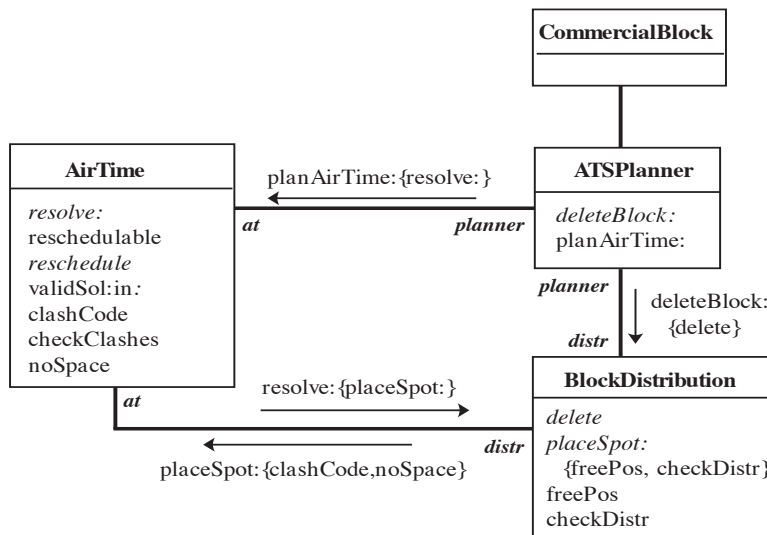 CommercialBlock
AirTime
resolve:
reschedulable
reschedule
validSol:in:
clashCode
checkClashes
noSpace
planAirTime:{resolve:}
at
planner
ATSPlanner
deleteBlock:
planAirTime:
planner
distr
deleteBlock:
{delete}
at
resolve:{placeSpot:}
distr
placeSpot:{clashCode,noSpace}
BlockDistribution
delete
placeSpot:
{freePos, checkDistr}
freePos
checkDistr